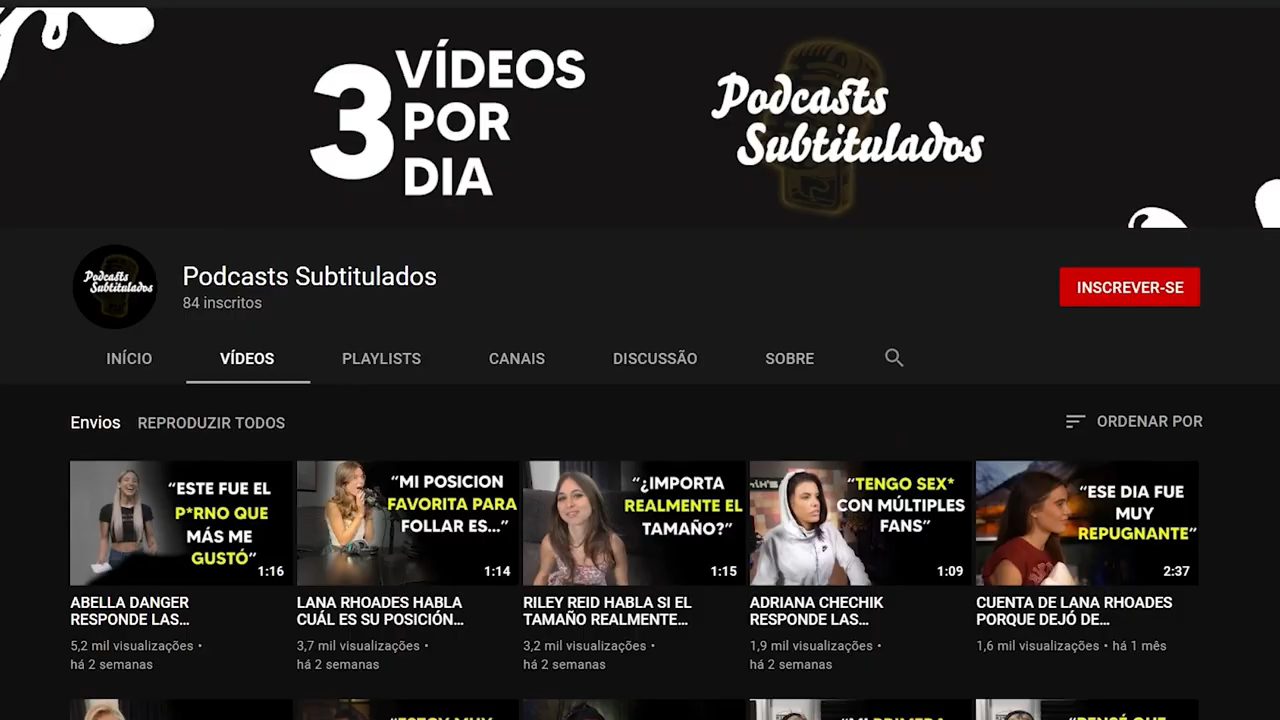 3
VÍDEOS
POR
DIA
Podcasts
Subtitulados
Podcasts
Subtitulados
Podcasts Subtitulados
84 inscritos
INSCREVER-SE
INÍCIO
VÍDEOS
PLAYLISTS
CANAIS
DISCUSSÃO
SOBRE
Envios
REPRODUZIR TODOS
ORDENAR POR
“ESTE FUE EL
P*RNO QUE
MÁS ME
GUSTÓ”
1:16
ABELLA DANGER
RESPONDE LAS...
5,2 mil visualizações •
há 2 semanas
“MI POSICION
FAVORITA PARA
FOLLAR ES...”
1:14
LANA RHOADES HABLA
CUÁL ES SU POSICIÓN...
3,7 mil visualizações •
há 2 semanas
“¿IMPORTA
REALMENTE EL
TAMAÑO?”
1:15
RILEY REID HABLA SI EL
TAMAÑO REALMENTE...
3,2 mil visualizações •
há 2 semanas
“TENGO SEX*
CON MÚLTIPLES
FANS”
1:09
ADRIANA CHECHIK
RESPONDE LAS...
1,9 mil visualizações •
há 2 semanas
“ESE DIA FUE
MUY
REPUGNANTE”
2:37
CUENTA DE LANA RHOADES
PORQUE DEJÓ DE...
1,6 mil visualizações • há 1 mês
“ESTOY MUY
“MI PRIMERA
“PENSÉ QUE